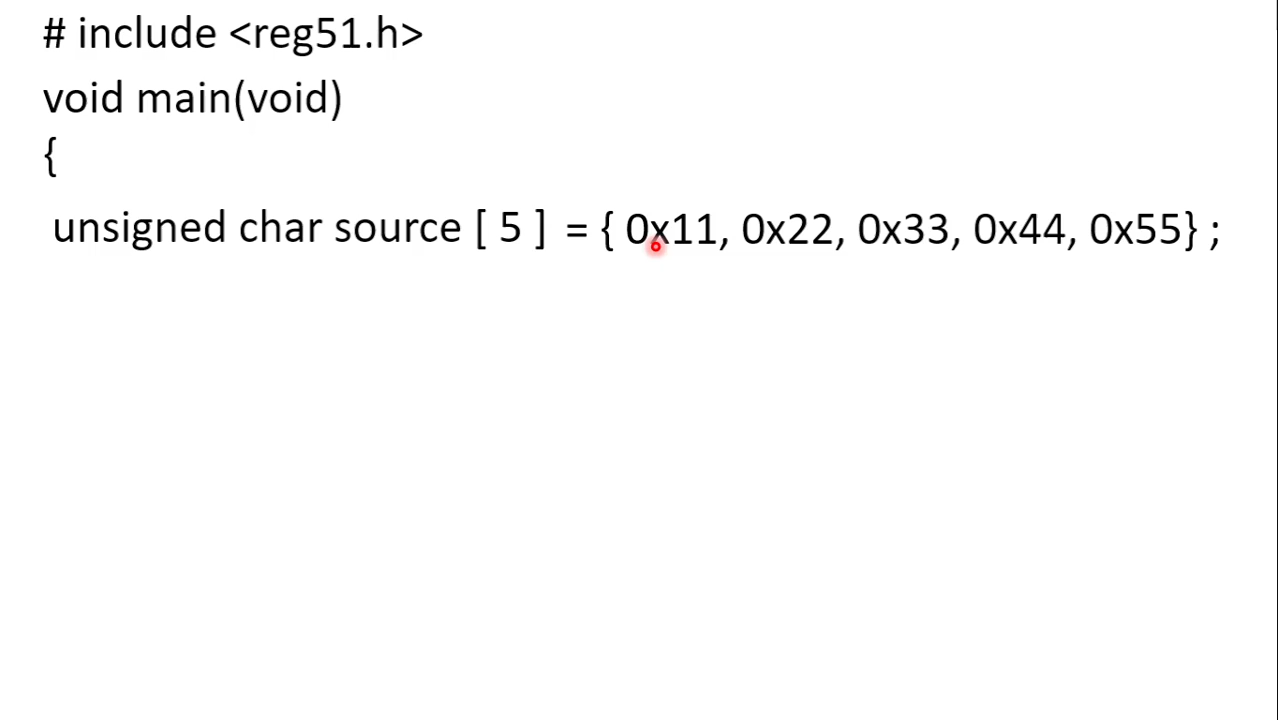 # include <reg51.h>
void main(void)
{
unsigned char source [ 5 ] = { 0x11, 0x22, 0x33, 0x44, 0x55} ;